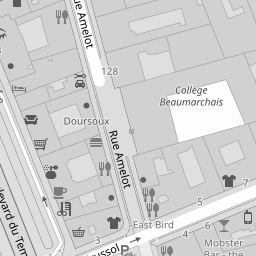 Rue Amelot
128
Collège
Beaumarchais
Doursoux
Rue Amelot
7
5
East Bird
3
Mobster
Bar - the